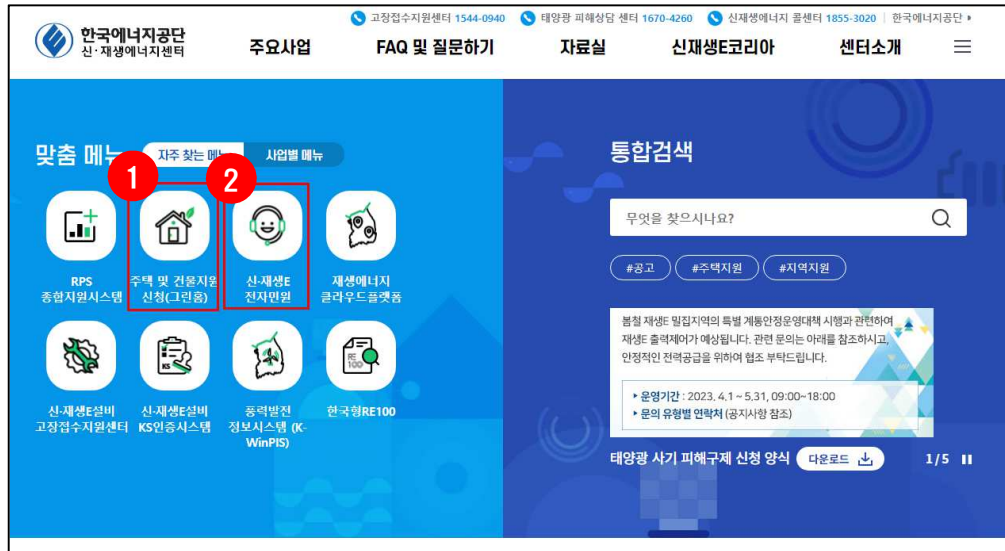 고장접수지원센터 1544-0940 태양광 피해상담 센터 1670-4260 신재생에너지 콜센터 1855-3020 한국에너지공단
한국에너지공단
신·재생에너지센터
주요사업 FAQ 및 질문하기 자료실 신재생E코리아 센터소개
맞춤 메뉴
자주 찾는 메뉴 사업별 메뉴
1
2
RPS
종합지원시스템
주택 및 건물지원
신청(그린홈)
신·재생E
전자민원
재생에너지
클라우드플랫폼
RE
100
KS
신·재생E설비
고장접수지원센터
신·재생E설비
KS인증시스템
풍력발전
정보시스템 (K-
WinPIS)
한국형RE100
통합검색
무엇을 찾으시나요?
#공고 #주택지원 #지역지원
봄철 재생E 밀집지역의 특별 계통안정운영대책 시행과 관련하여
재생E 출력제어가 예상됩니다. 관련 문의는 아래를 참조하시고,
안정적인 전력공급을 위하여 협조 부탁드립니다.
운영기간 : 2023. 4.1 ~ 5.31, 09:00~18:00
문의 유형별 연락처 (공지사항 참조)
태양광 사기 피해구제 신청 양식 다운로드 1/5